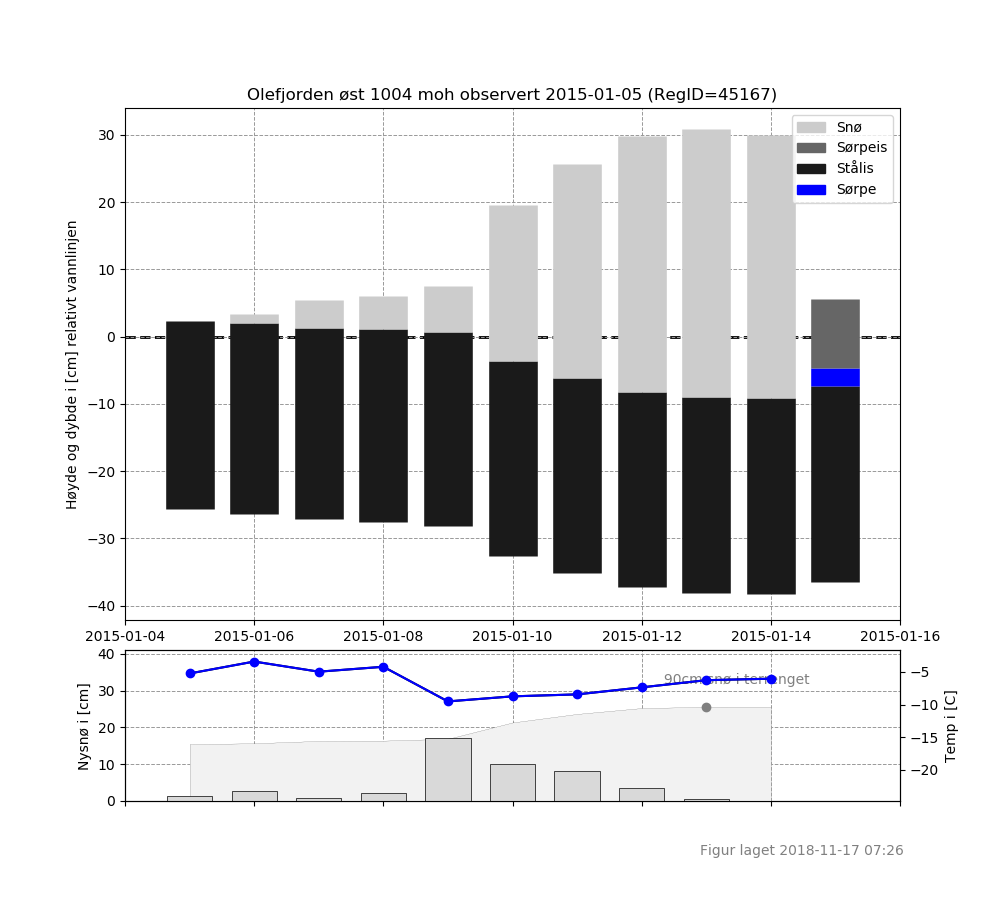 Olefjorden øst 1004 moh observert 2015-01-05 (RegID=45167)
Høyde og dybde i [cm] relativt vannlinjen
30
20
10
0
−10
−20
−30
−40
Snø
Sørpeis
Stålis
Sørpe
2015-01-04 2015-01-06 2015-01-08 2015-01-10 2015-01-12 2015-01-14 2015-01-16
Nysnø i [cm]
40
30
20
10
0
90cm snø i terrenget
−5
−10
−15
−20
Temp i [C]
Figur laget 2018-11-17 07:26